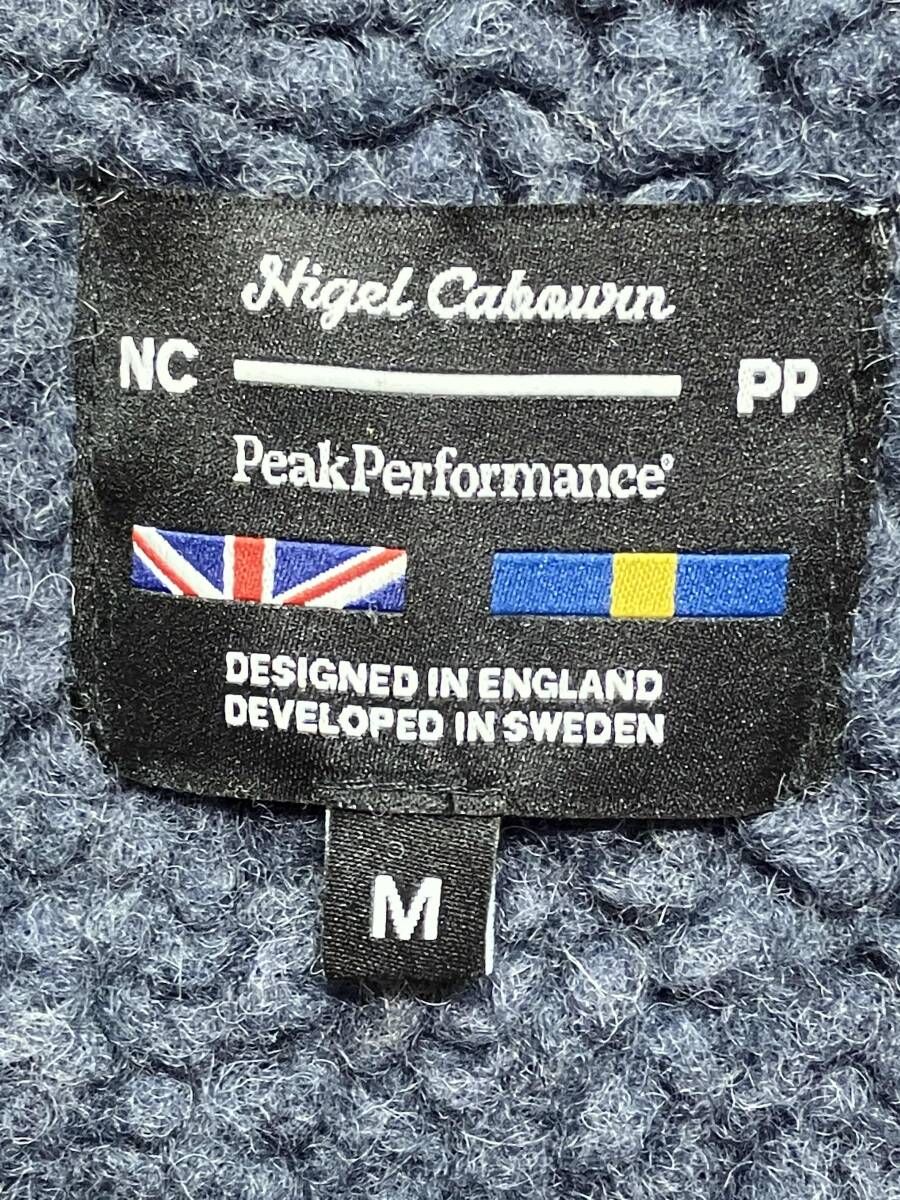 Nigel Cabourn
NC PP
PeakPerformance®
DESIGNED IN ENGLAND
DEVELOPED IN SWEDEN
M